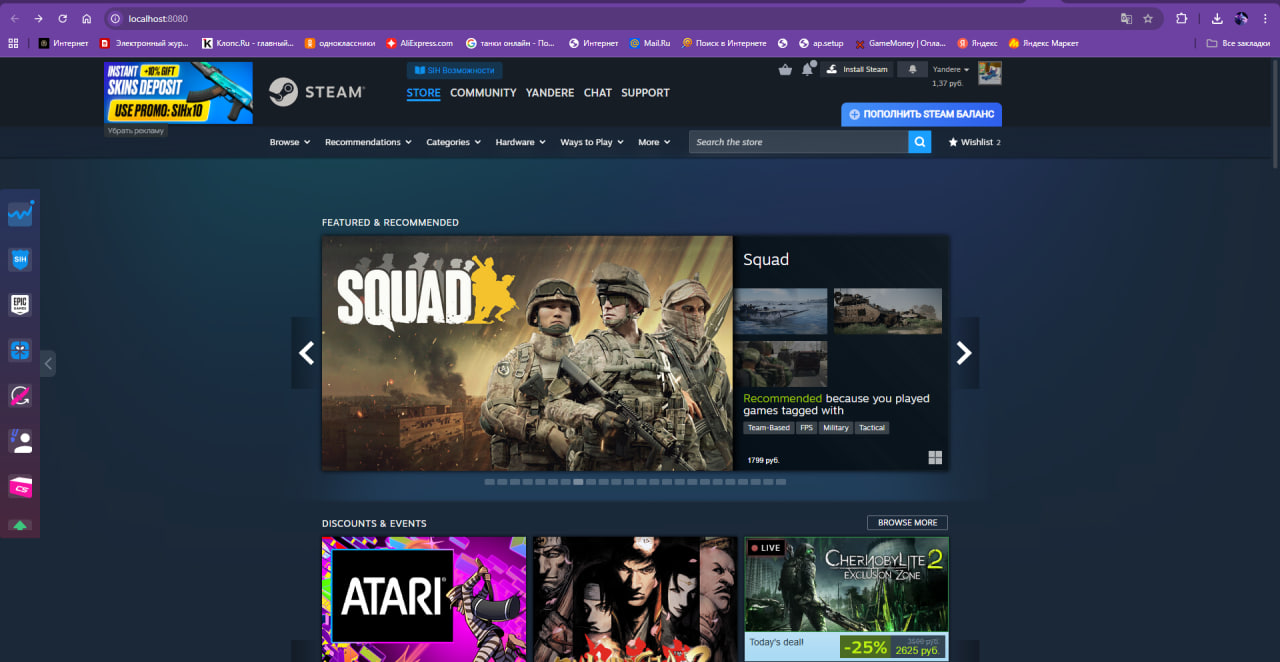 localhost:8080
Интернет
Электронный жур...
Клопс.Ru - главный...
одноклассники
AliExpress.com
танки онлайн - По...
Интернет
Mail.Ru
Поиск в Интернете
ap.setup
GameMoney | Опла...
Яндекс
Яндекс Маркет
Все закладки
INSTANT +10% GIFT
SKINS DEPOSIT
USE PROMO: SIHx10
Убрать рекламу
STEAM
SIH Возможности
STORE COMMUNITY YANDERE CHAT SUPPORT
Install Steam
Yandere
1,37 руб.
ПОПОЛНИТЬ STEAM БАЛАНС
Browse Recommendations Categories Hardware Ways to Play More
Search the store
Wishlist 2
SIH
EPIC
GAMES
CS
FEATURED & RECOMMENDED
SQUAD
Squad
Recommended because you played
games tagged with
Team-Based FPS Military Tactical
1799 руб.
DISCOUNTS & EVENTS
BROWSE MORE
ATARI
LIVE
CHERNOBYLITE 2
EXCLUSION ZONE
Today's deal!
-25%
3500 руб.
2625 руб.